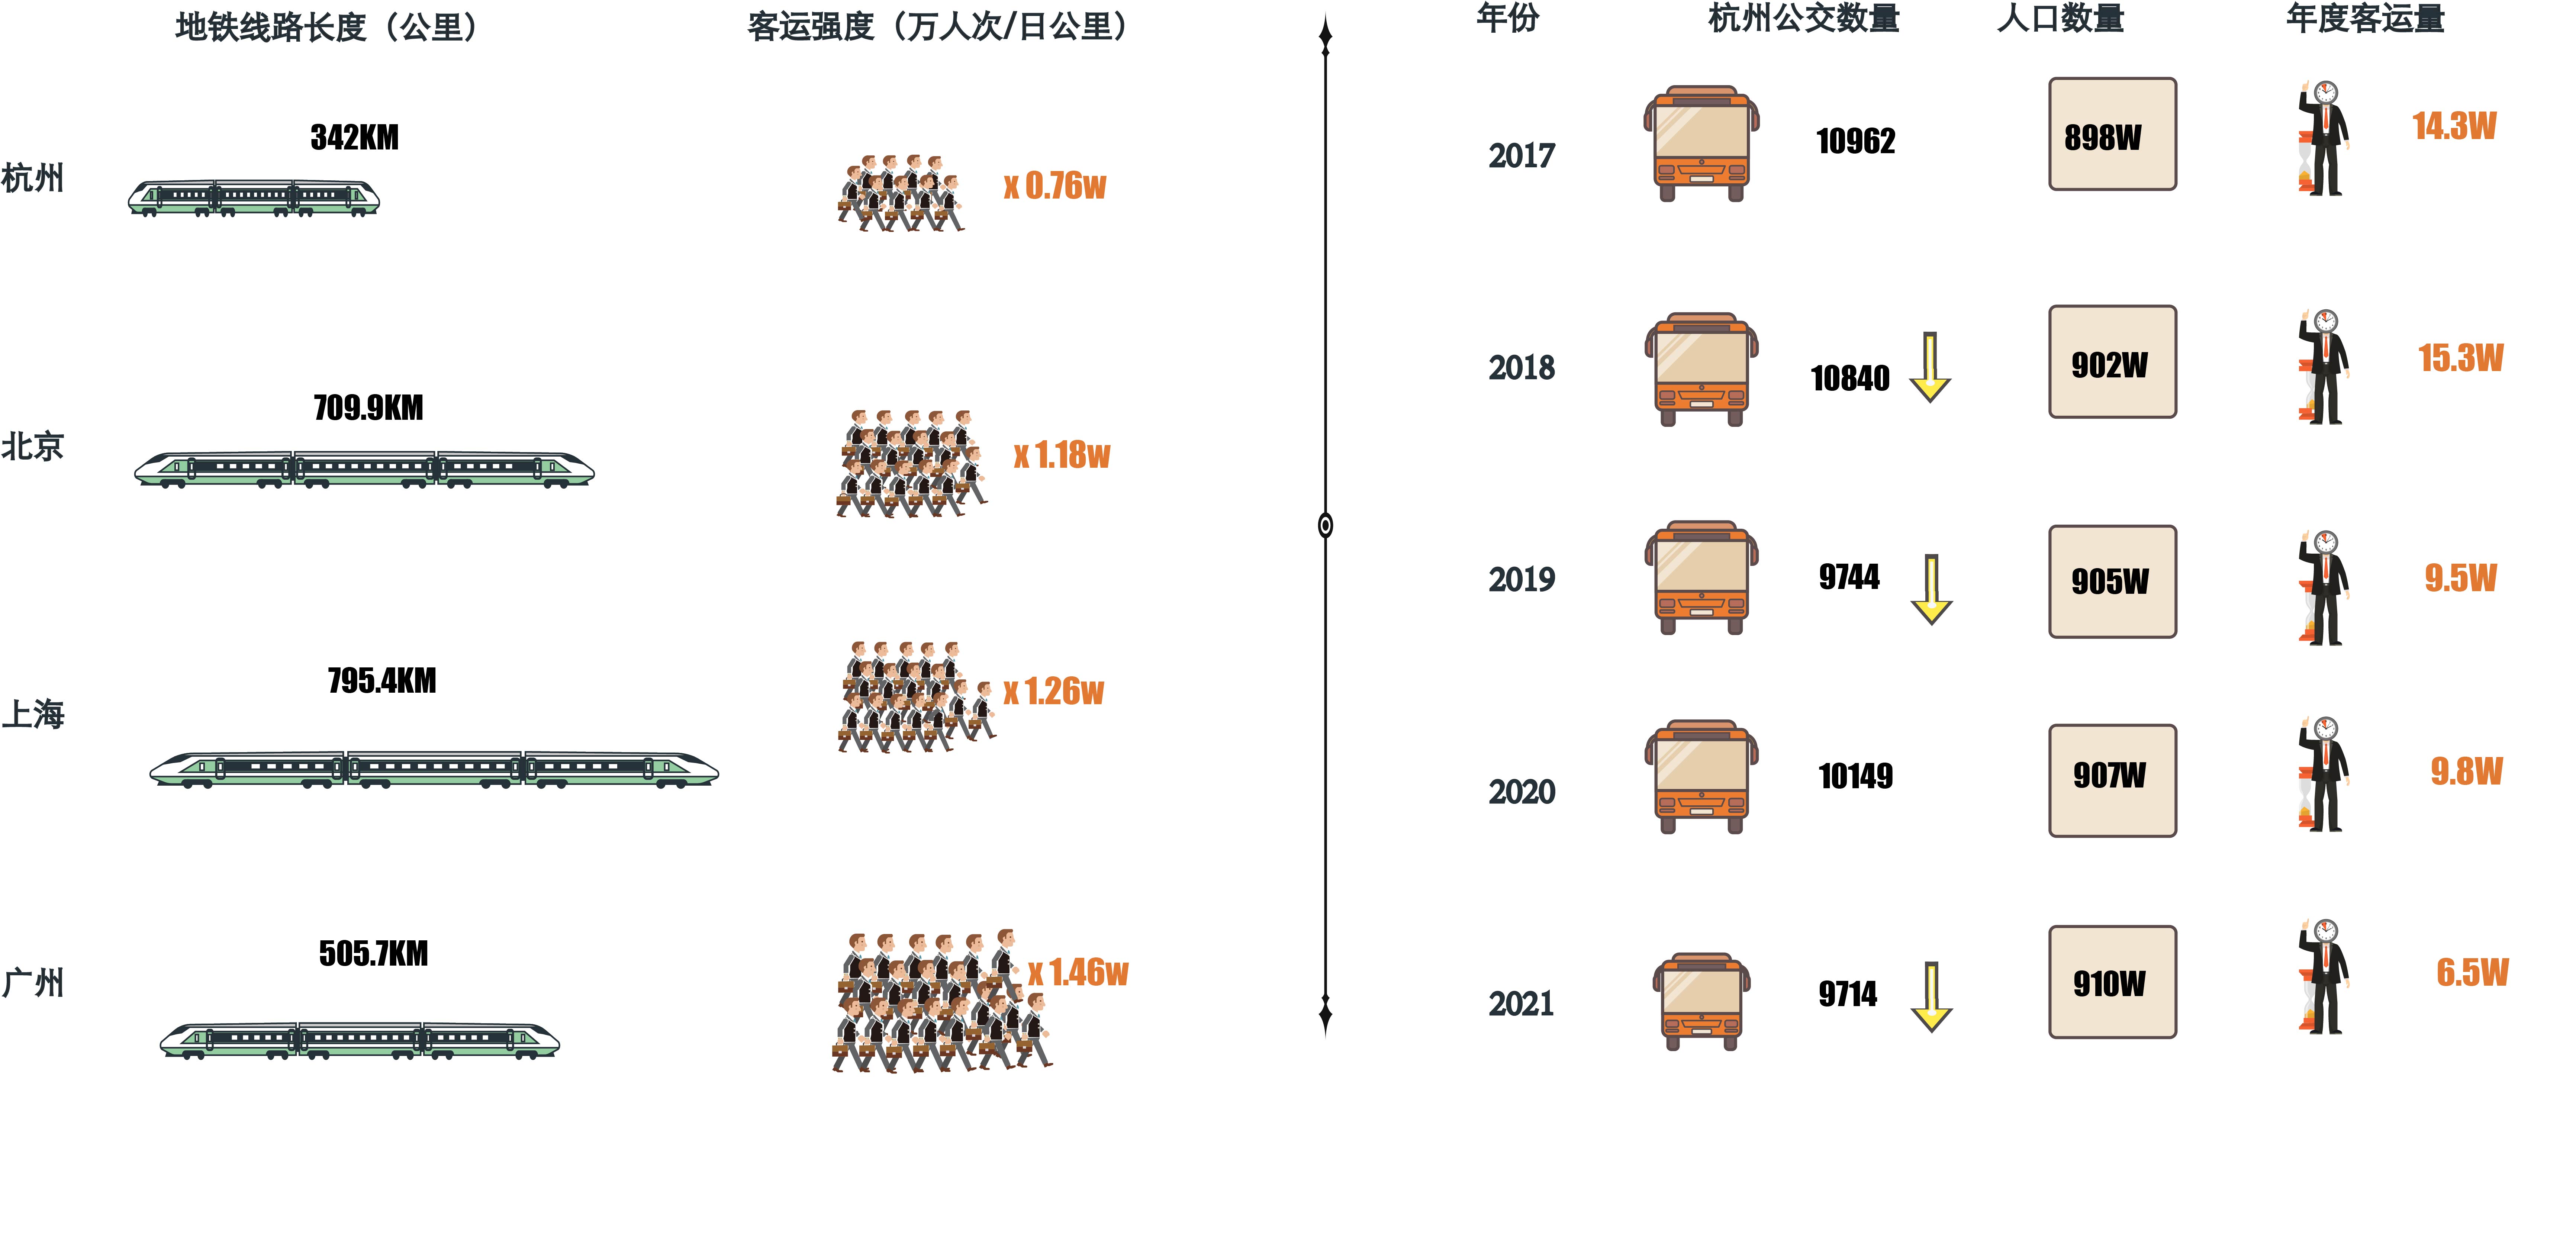 地铁线路长度（公里）
客运强度（万人次/日公里）
杭州
342KM
x 0.76w
北京
709.9KM
x 1.18w
上海
795.4KM
x 1.26w
广州
505.7KM
x 1.46w
年份
杭州公交数量
人口数量
年度客运量
2017
10962
898W
14.3W
2018
10840
902W
15.3W
2019
9744
905W
9.5W
2020
10149
907W
9.8W
2021
9714
910W
6.5W